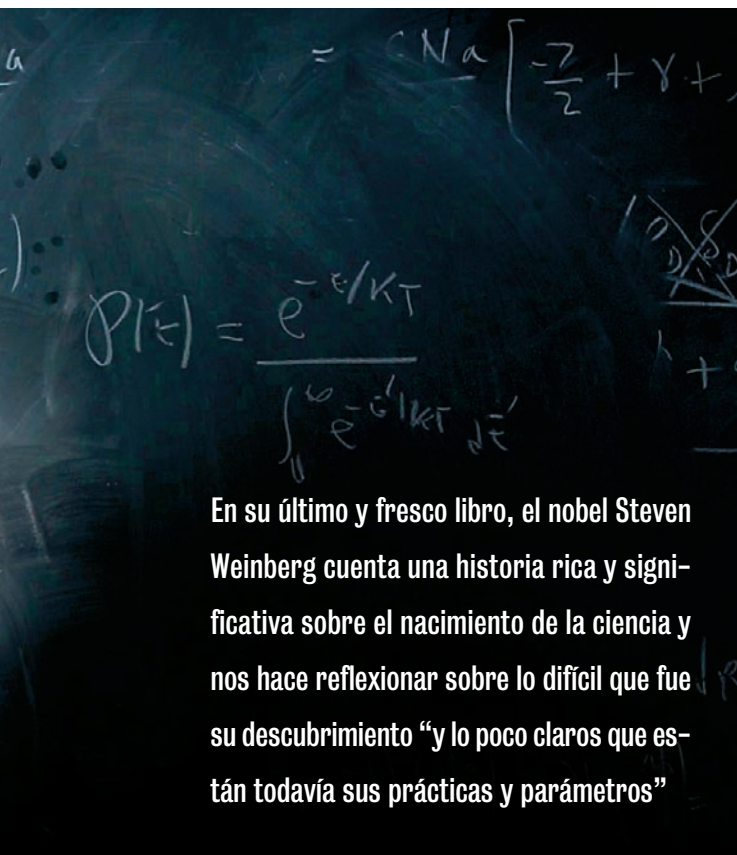 = CNa [ -7/2 + γ +
P(E) = e^{-E/KT}
∫ e^{-E'/KT} dE'
En su último y fresco libro, el nobel Steven
Weinberg cuenta una historia rica y signi-
ficativa sobre el nacimiento de la ciencia y
nos hace reflexionar sobre lo difícil que fue
su descubrimiento “y lo poco claros que es-
tán todavía sus prácticas y parámetros”